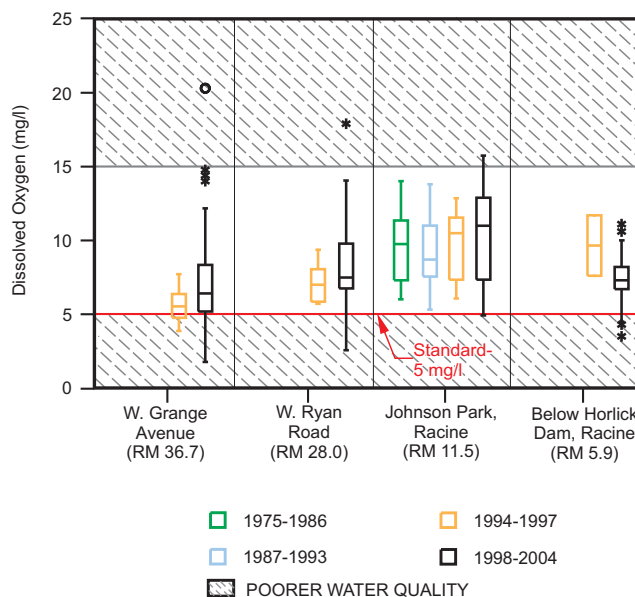 25
20
15
10
5
0
Dissolved Oxygen (mg/l)
Standard-
5 mg/l
W. Grange
Avenue
(RM 36.7)
W. Ryan
Road
(RM 28.0)
Johnson Park,
Racine
(RM 11.5)
Below Horlick
Dam, Racine
(RM 5.9)
1975-1986
1994-1997
1987-1993
1998-2004
POORER WATER QUALITY